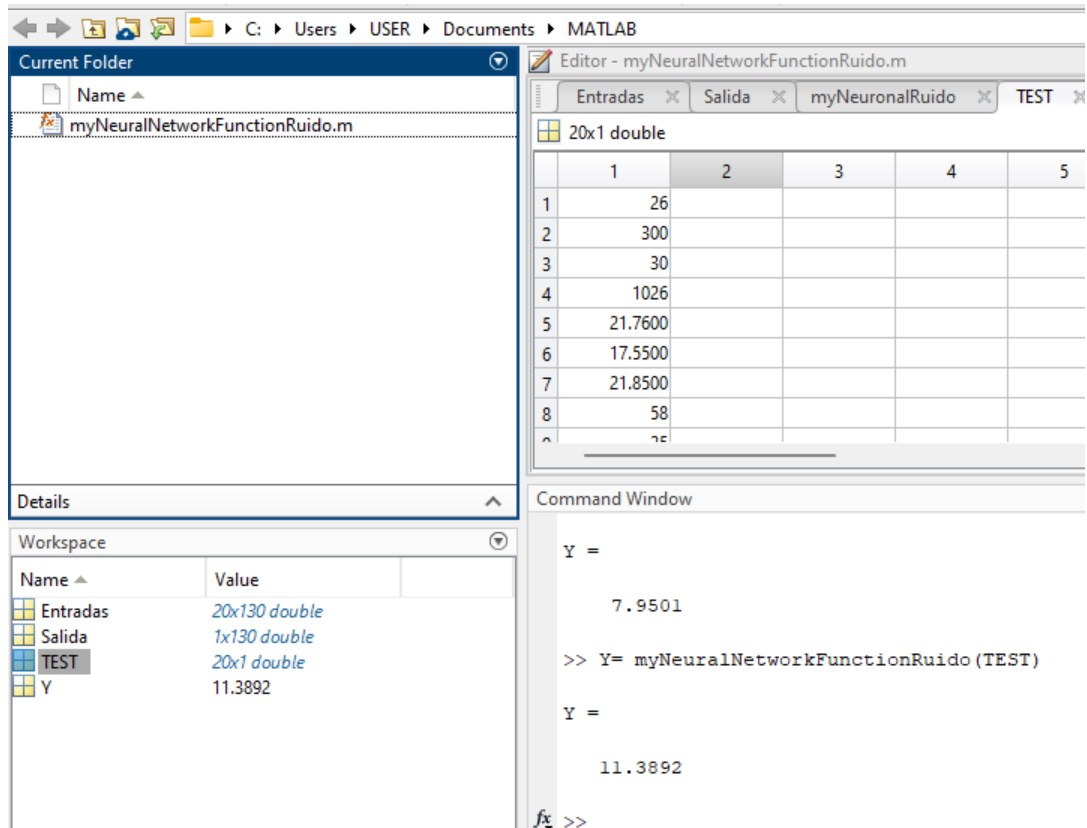 C: Users USER Documents MATLAB
Current Folder
Name
myNeuralNetworkFunctionRuido.m
Details
Workspace
Name Value
Entradas 20x130 double
Salida 1x130 double
TEST 20x1 double
Y 11.3892
Editor - myNeuralNetworkFunctionRuido.m
Entradas Salida myNeuronalRuido TEST
20x1 double
1 2 3 4 5
1 26
2 300
3 30
4 1026
5 21.7600
6 17.5500
7 21.8500
8 58
Command Window
Y =
7.9501
>> Y= myNeuralNetworkFunctionRuido(TEST)
Y =
11.3892
fx >>